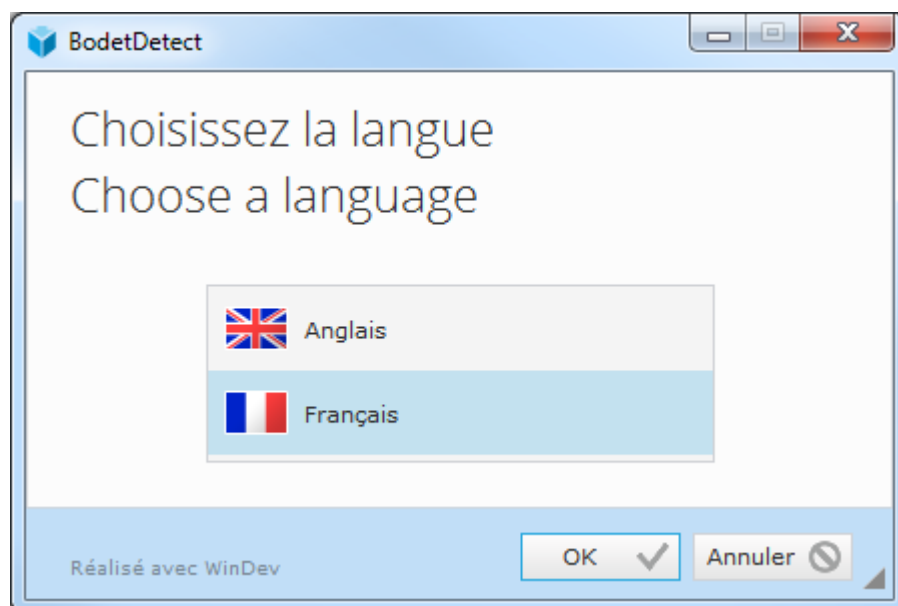 BodetDetect
Choisissez la langue
Choose a language
Anglais
Français
Réalisé avec WinDev
OK
Annuler